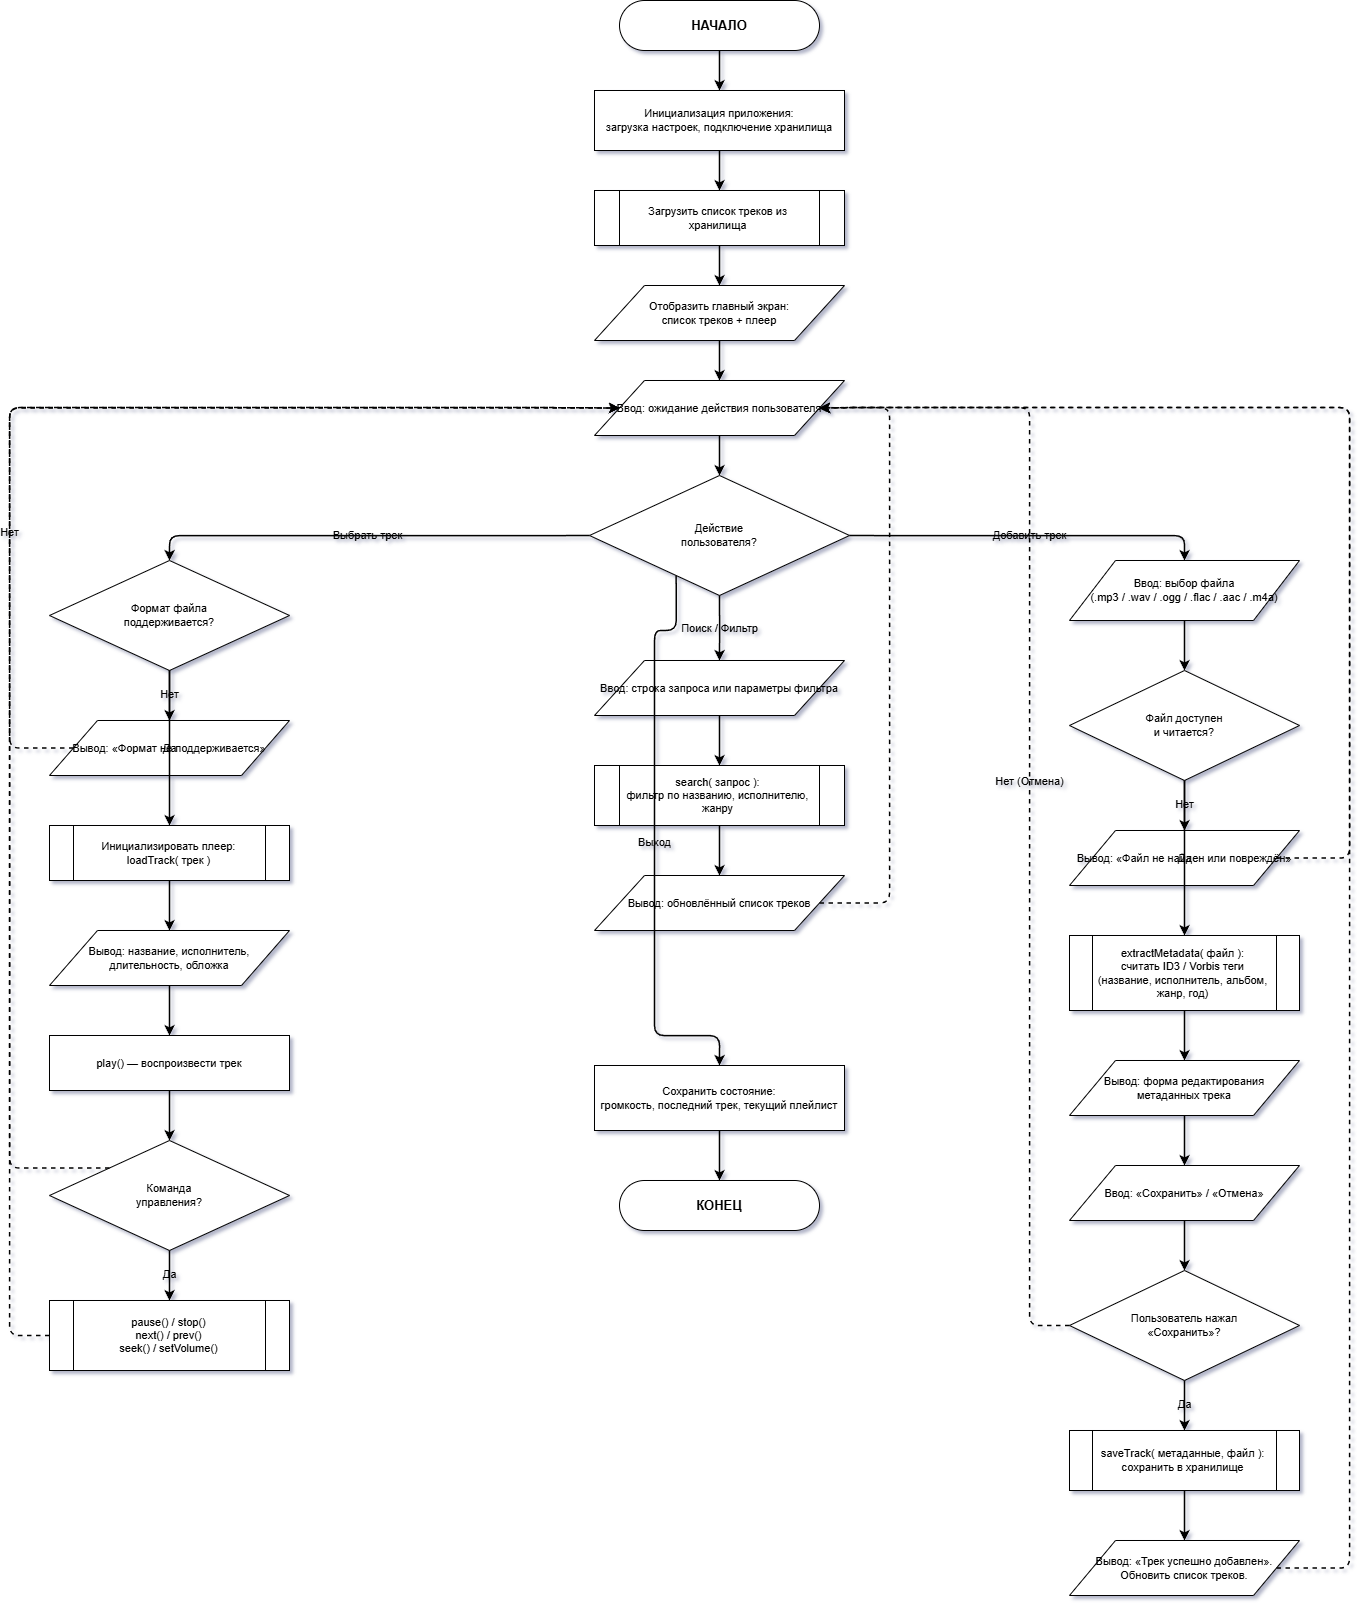 НАЧАЛО
Инициализация приложения:
загрузка настроек, подключение хранилища
Загрузить список треков из
хранилища
Отобразить главный экран:
список треков + плеер
Ввод: ожидание действия пользователя
Действие
пользователя?
Выбрать трек
Добавить трек
Поиск / Фильтр
Выход
Формат файла
поддерживается?
Нет
Вывод: «Формат не поддерживается»
Да
Инициализировать плеер:
loadTrack( трек )
Вывод: название, исполнитель,
длительность, обложка
play() — воспроизвести трек
Команда
управления?
Нет
Да
pause() / stop()
next() / prev()
seek() / setVolume()
Ввод: строка запроса или параметры фильтра
search( запрос ):
фильтр по названию, исполнителю,
жанру
Вывод: обновлённый список треков
Сохранить состояние:
громкость, последний трек, текущий плейлист
КОНЕЦ
Ввод: выбор файла
(.mp3 / .wav / .ogg / .flac / .aac / .m4a)
Файл доступен
и читается?
Нет
Вывод: «Файл не найден или повреждён»
Да
extractMetadata( файл ):
считать ID3 / Vorbis теги
(название, исполнитель, альбом,
жанр, год)
Вывод: форма редактирования
метаданных трека
Ввод: «Сохранить» / «Отмена»
Пользователь нажал
«Сохранить»?
Нет (Отмена)
Да
saveTrack( метаданные, файл ):
сохранить в хранилище
Вывод: «Трек успешно добавлен».
Обновить список треков.